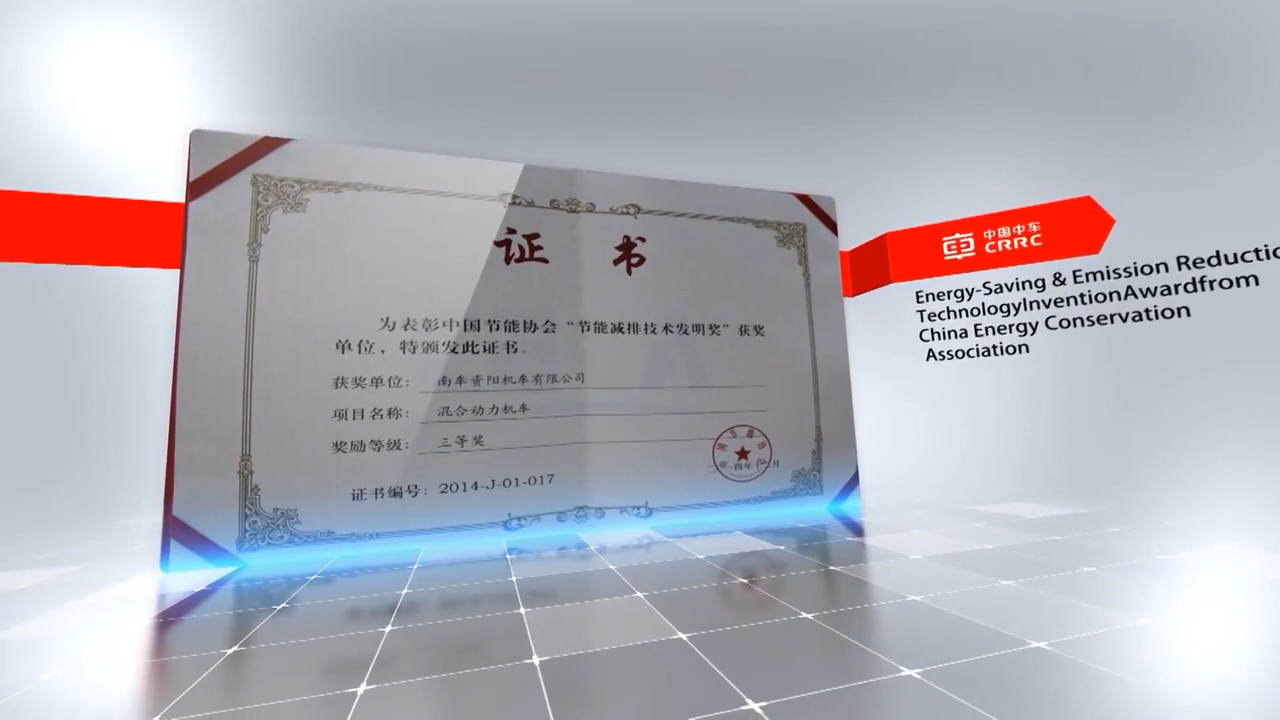 证 书
为表彰中国节能协会“节能减排技术发明奖”获奖
单位，特颁发此证书。
获奖单位： 南车资阳机车有限公司
项目名称： 混合动力机车
奖励等级： 三等奖
证书编号：2014-J-01-017
中国中车
CRRC
Energy-Saving & Emission Reductio
TechnologyInventionAwardfrom
China Energy Conservation
Association